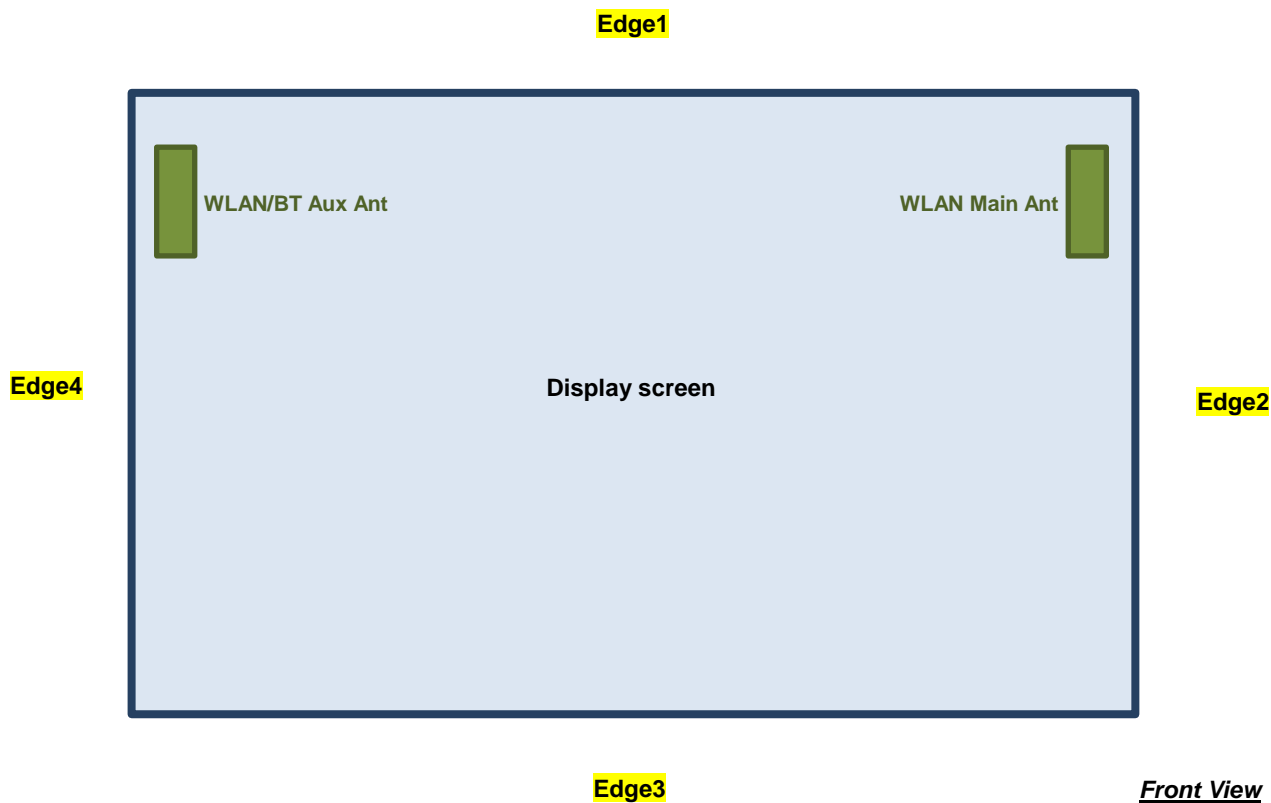 Edge1
WLAN/BT Aux Ant
WLAN Main Ant
Edge4
Display screen
Edge2
Edge3
Front View